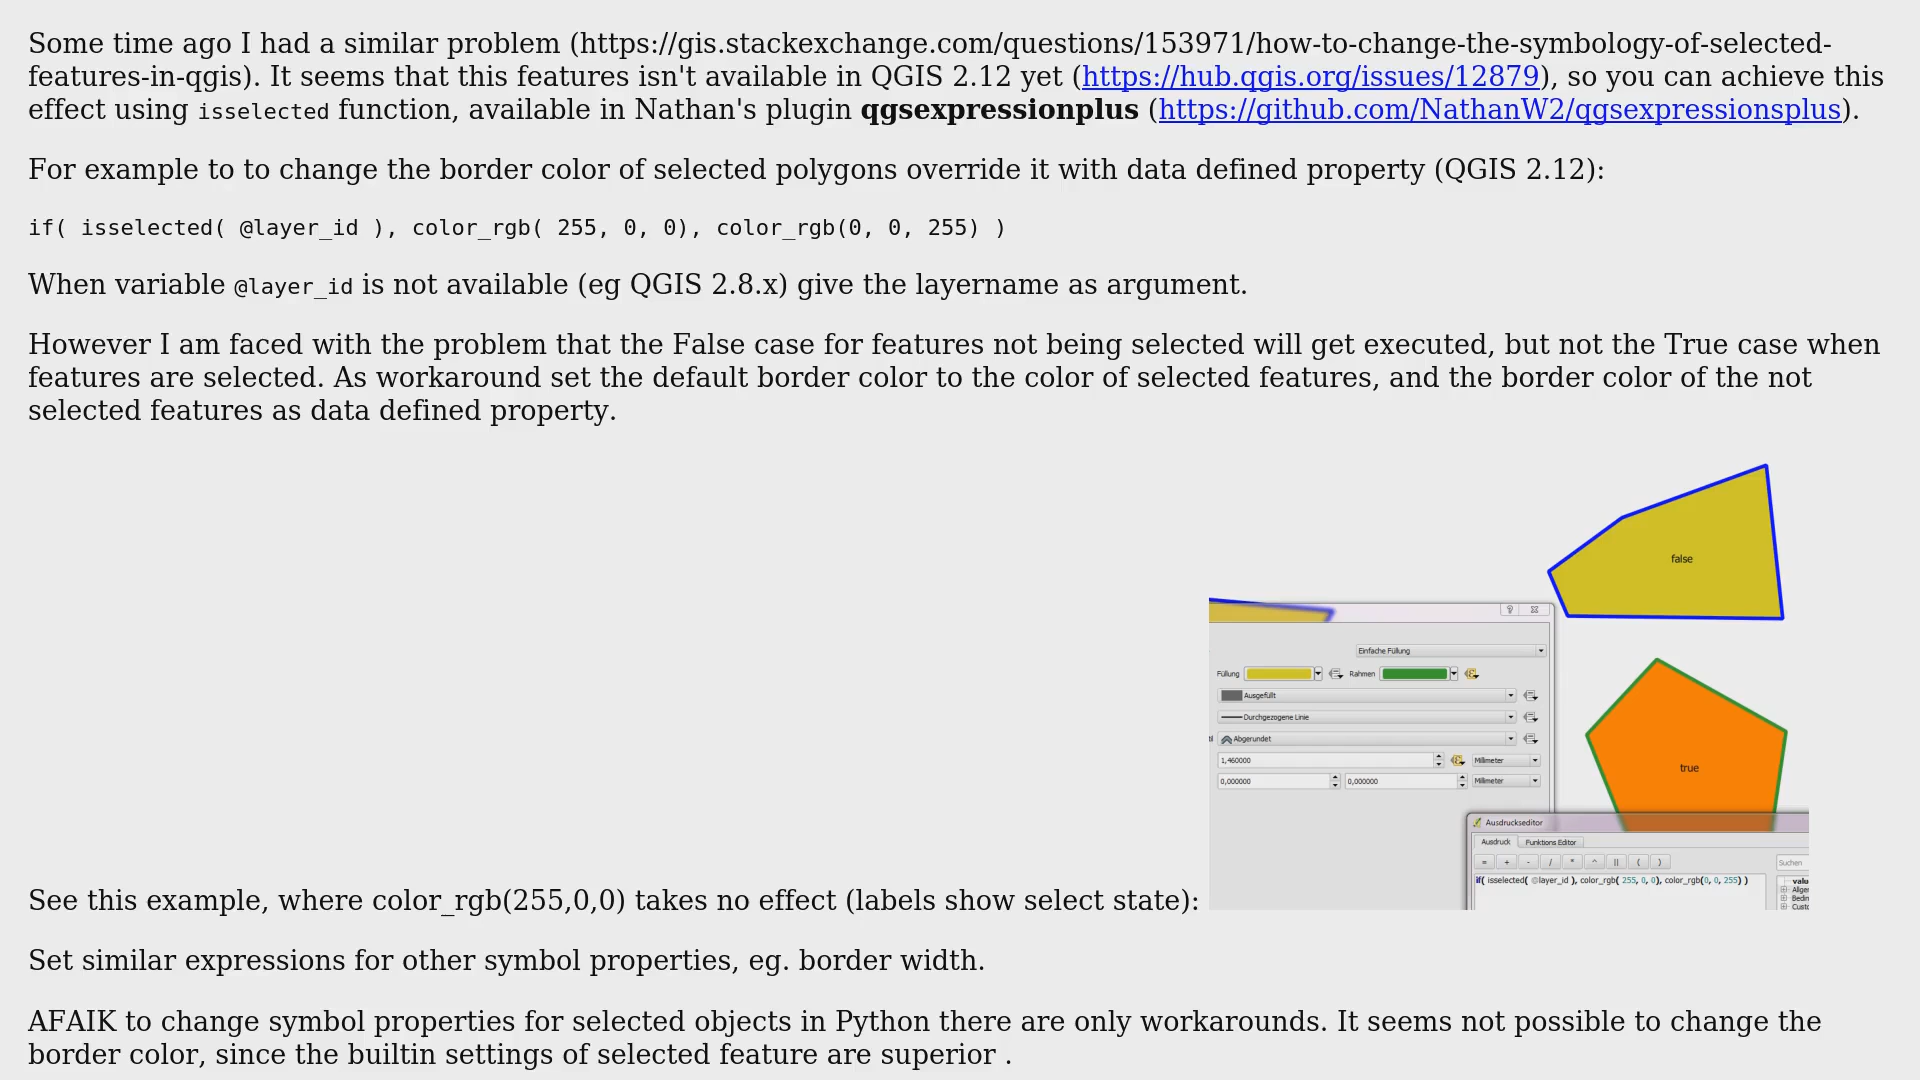 Some time ago I had a similar problem (https://gis.stackexchange.com/questions/153971/how-to-change-the-symbology-of-selected-
features-in-qgis). It seems that this features isn't available in QGIS 2.12 yet (https://hub.qgis.org/issues/12879), so you can achieve this
effect using isselected function, available in Nathan's plugin qgsexpressionplus (https://github.com/NathanW2/qgsexpressionsplus).
For example to to change the border color of selected polygons override it with data defined property (QGIS 2.12):
if( isselected( @layer_id ), color_rgb( 255, 0, 0), color_rgb(0, 0, 255) )
When variable @layer_id is not available (eg QGIS 2.8.x) give the layername as argument.
However I am faced with the problem that the False case for features not being selected will get executed, but not the True case when
features are selected. As workaround set the default border color to the color of selected features, and the border color of the not
selected features as data defined property.
false
Einfache Füllung
Füllung Rahmen
Ausgefüllt
Durchgezogene Linie
Abgerundet
1,460000 Millimeter
0,000000 0,000000 Millimeter
true
Ausdruckseditor
Ausdruck Funktions Editor
= + - / * ^ || ( )
Suchen
if( isselected( @layer_id ), color_rgb( 255, 0, 0), color_rgb(0, 0, 255) )
valu
Allger
Bedin
Custo
See this example, where color_rgb(255,0,0) takes no effect (labels show select state):
Set similar expressions for other symbol properties, eg. border width.
AFAIK to change symbol properties for selected objects in Python there are only workarounds. It seems not possible to change the
border color, since the builtin settings of selected feature are superior .